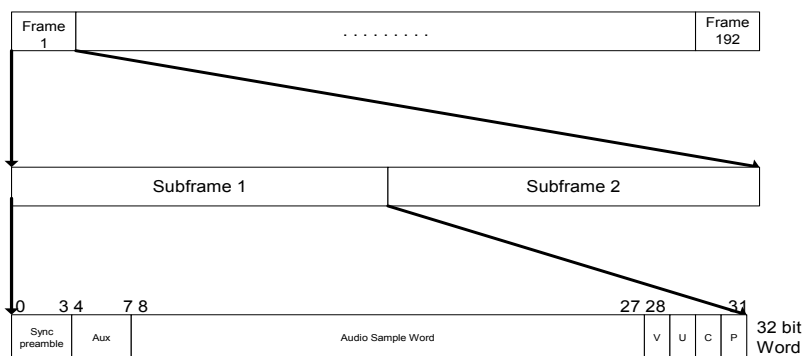 Frame
1
. . . . . . . . .
Frame
192
Subframe 1
Subframe 2
0
3
4
7
8
27
28
31
Sync
preamble
Aux
Audio Sample Word
V
U
C
P
32 bit
Word